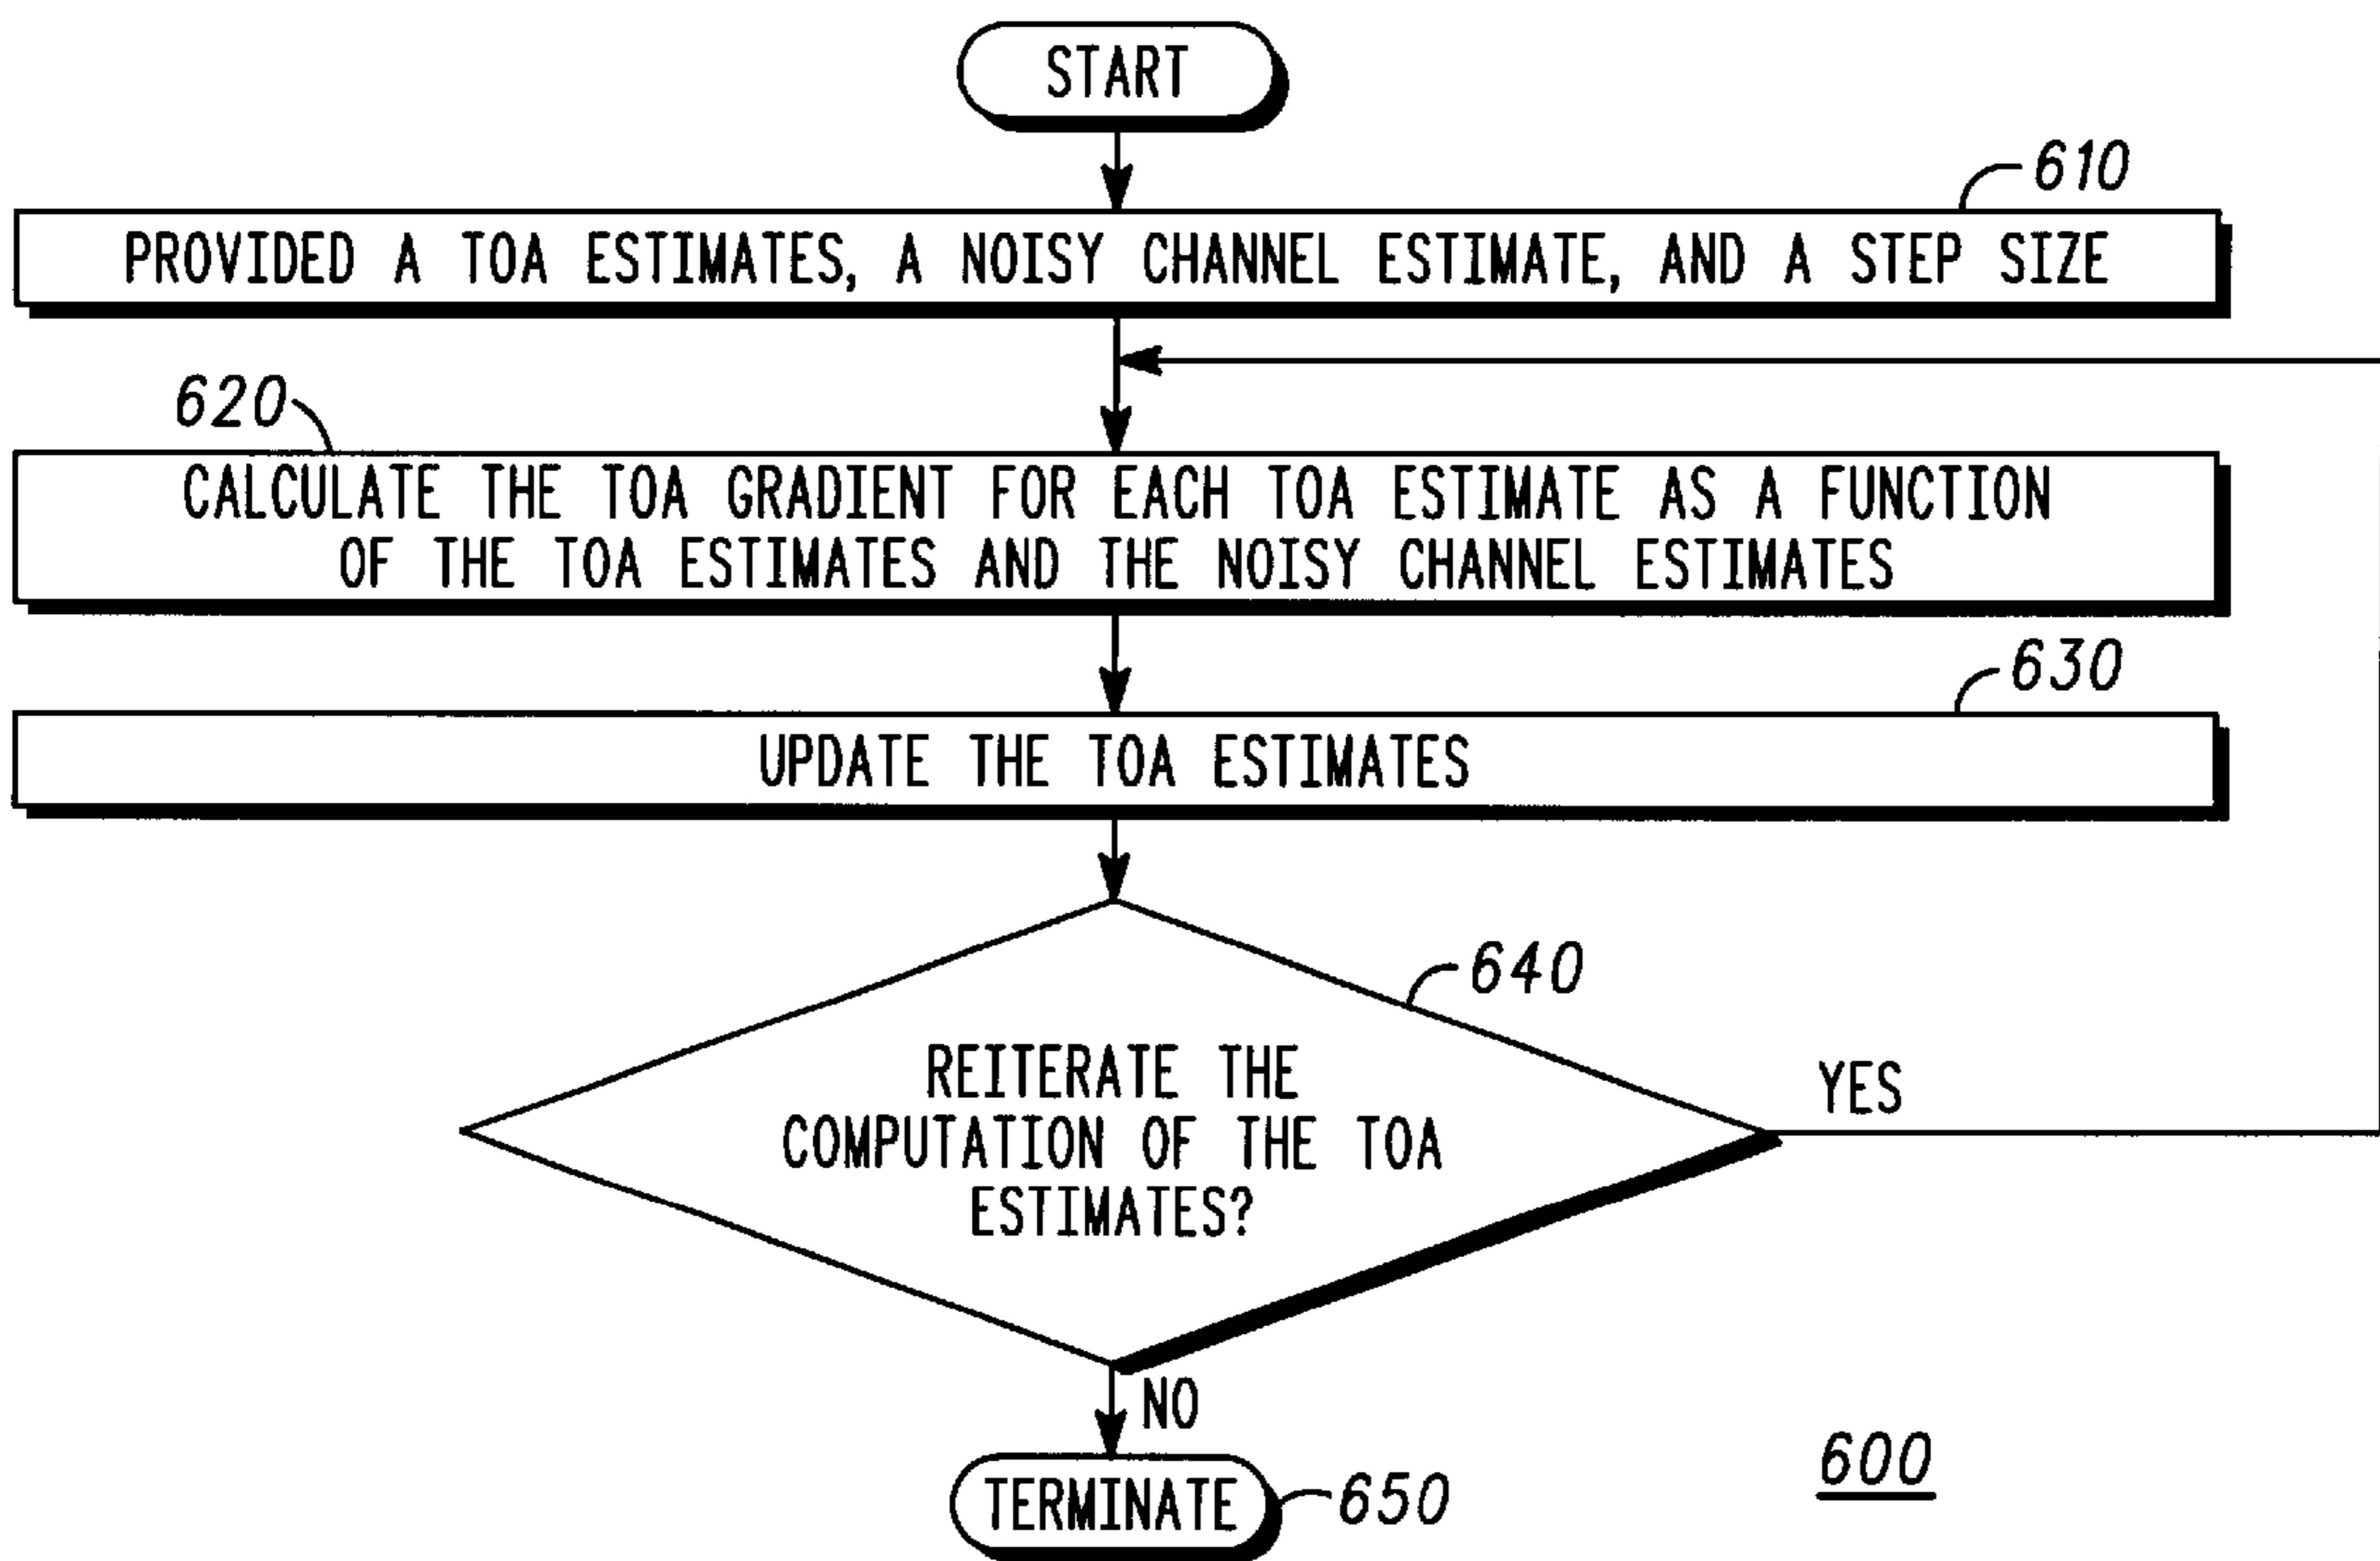 START
610
PROVIDED A TOA ESTIMATES, A NOISY CHANNEL ESTIMATE, AND A STEP SIZE
620
CALCULATE THE TOA GRADIENT FOR EACH TOA ESTIMATE AS A FUNCTION
OF THE TOA ESTIMATES AND THE NOISY CHANNEL ESTIMATES
630
UPDATE THE TOA ESTIMATES
640
REITERATE THE
COMPUTATION OF THE TOA
ESTIMATES?
YES
NO
TERMINATE
650
600